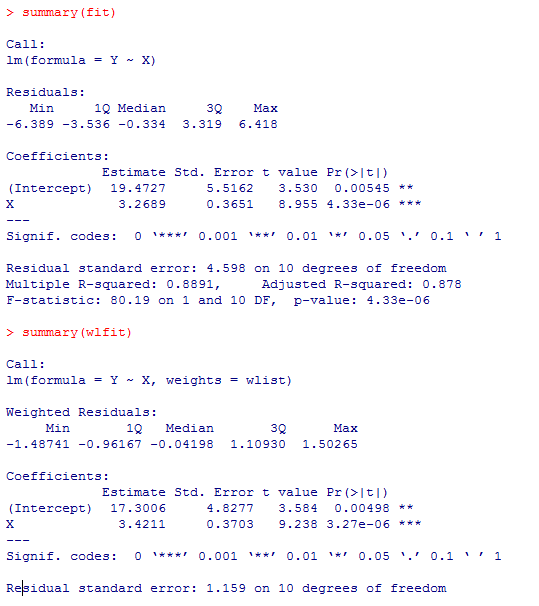 > summary(fit)
Call:
lm(formula = Y ~ X)
Residuals:
Min 1Q Median 3Q Max
-6.389 -3.536 -0.334 3.319 6.418
Coefficients:
Estimate Std. Error t value Pr(>|t|)
(Intercept) 19.4727 5.5162 3.530 0.00545 **
X 3.2689 0.3651 8.955 4.33e-06 ***
---
Signif. codes: 0 ‘***’ 0.001 ‘**’ 0.01 ‘*’ 0.05 ‘.’ 0.1 ‘ ’ 1
Residual standard error: 4.598 on 10 degrees of freedom
Multiple R-squared: 0.8891, Adjusted R-squared: 0.878
F-statistic: 80.19 on 1 and 10 DF, p-value: 4.33e-06
> summary(wlfit)
Call:
lm(formula = Y ~ X, weights = wlist)
Weighted Residuals:
Min 1Q Median 3Q Max
-1.48741 -0.96167 -0.04198 1.10930 1.50265
Coefficients:
Estimate Std. Error t value Pr(>|t|)
(Intercept) 17.3006 4.8277 3.584 0.00498 **
X 3.4211 0.3703 9.238 3.27e-06 ***
---
Signif. codes: 0 ‘***’ 0.001 ‘**’ 0.01 ‘*’ 0.05 ‘.’ 0.1 ‘ ’ 1
Residual standard error: 1.159 on 10 degrees of freedom